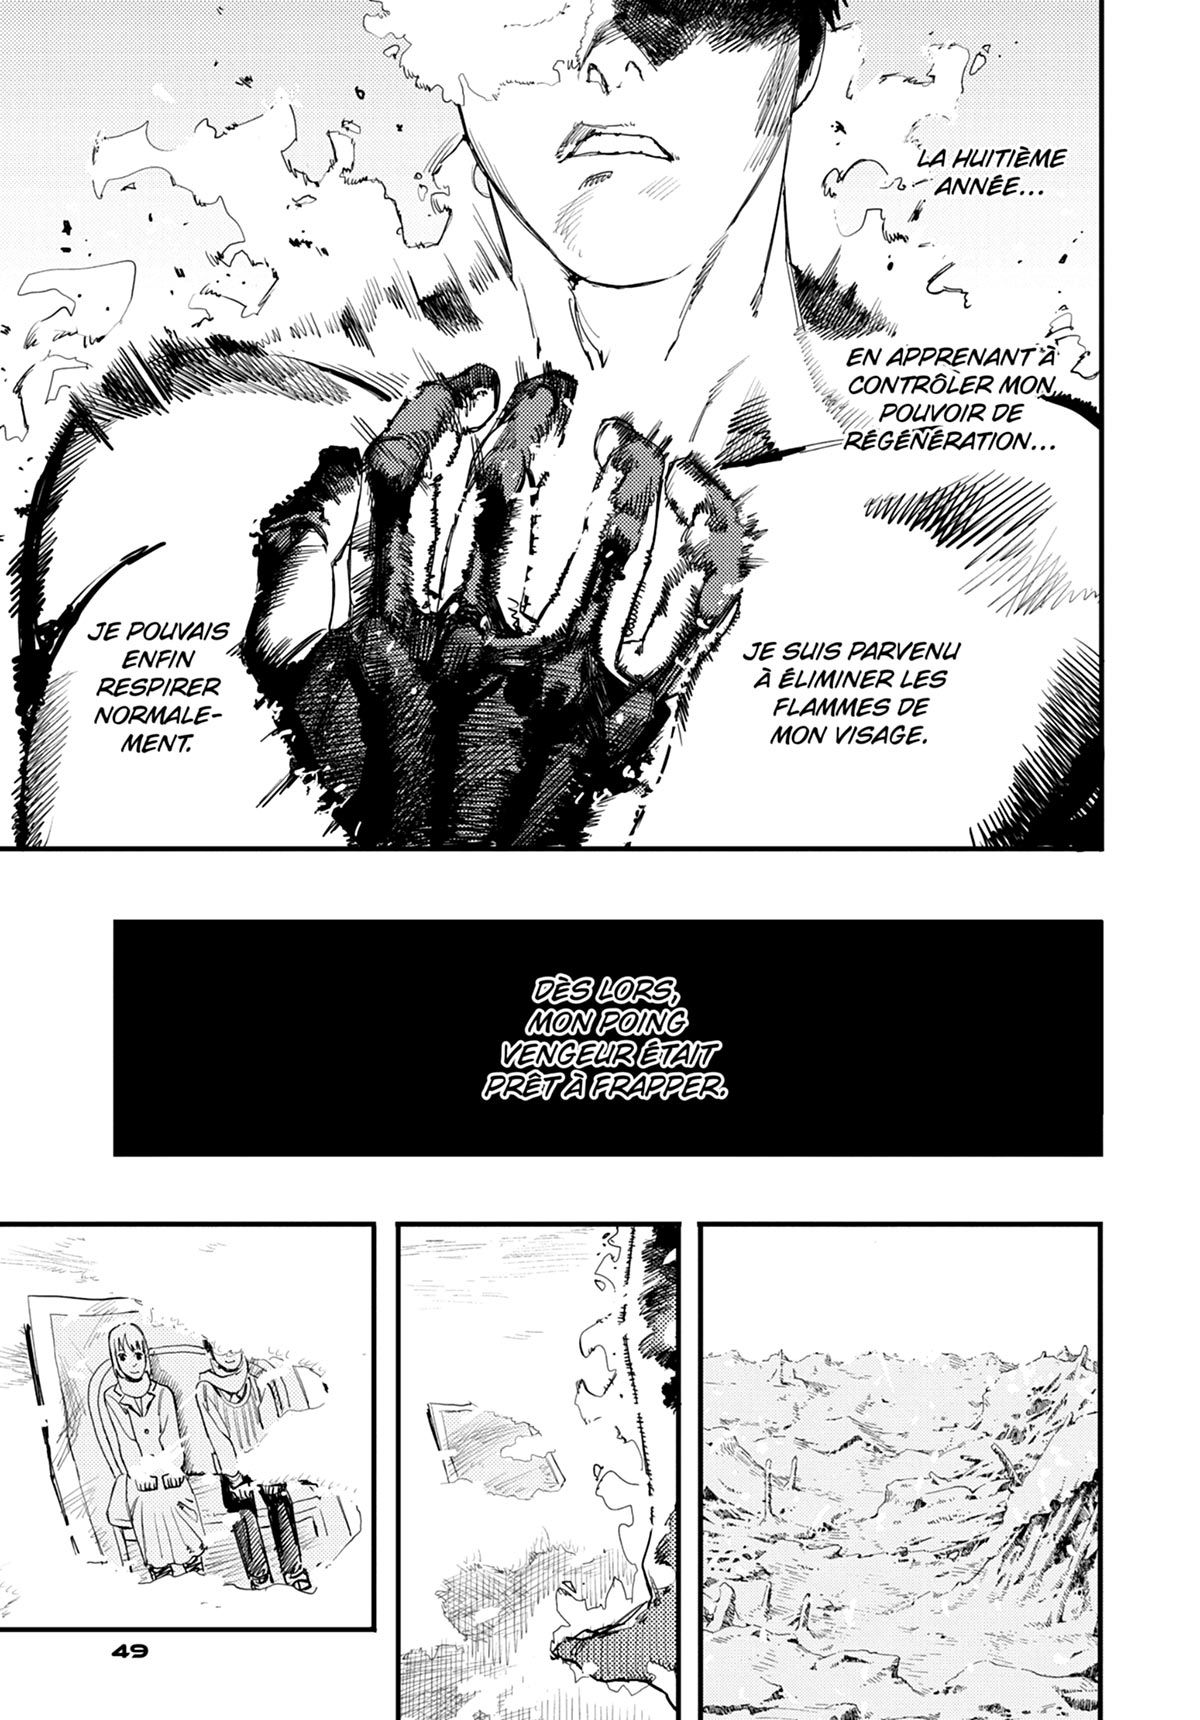 LA HUITIÈME
ANNÉE...
EN APPRENANT À
CONTRÔLER MON
POUVOIR DE
RÉGÉNÉRATION...
JE SUIS PARVENU
À ÉLIMINER LES
FLAMMES DE
MON VISAGE.
JE POUVAIS
ENFIN
RESPIRER
NORMALE-
MENT.
DÈS LORS,
MON POING
VENGEUR ÉTAIT
PRÊT À FRAPPER.
49